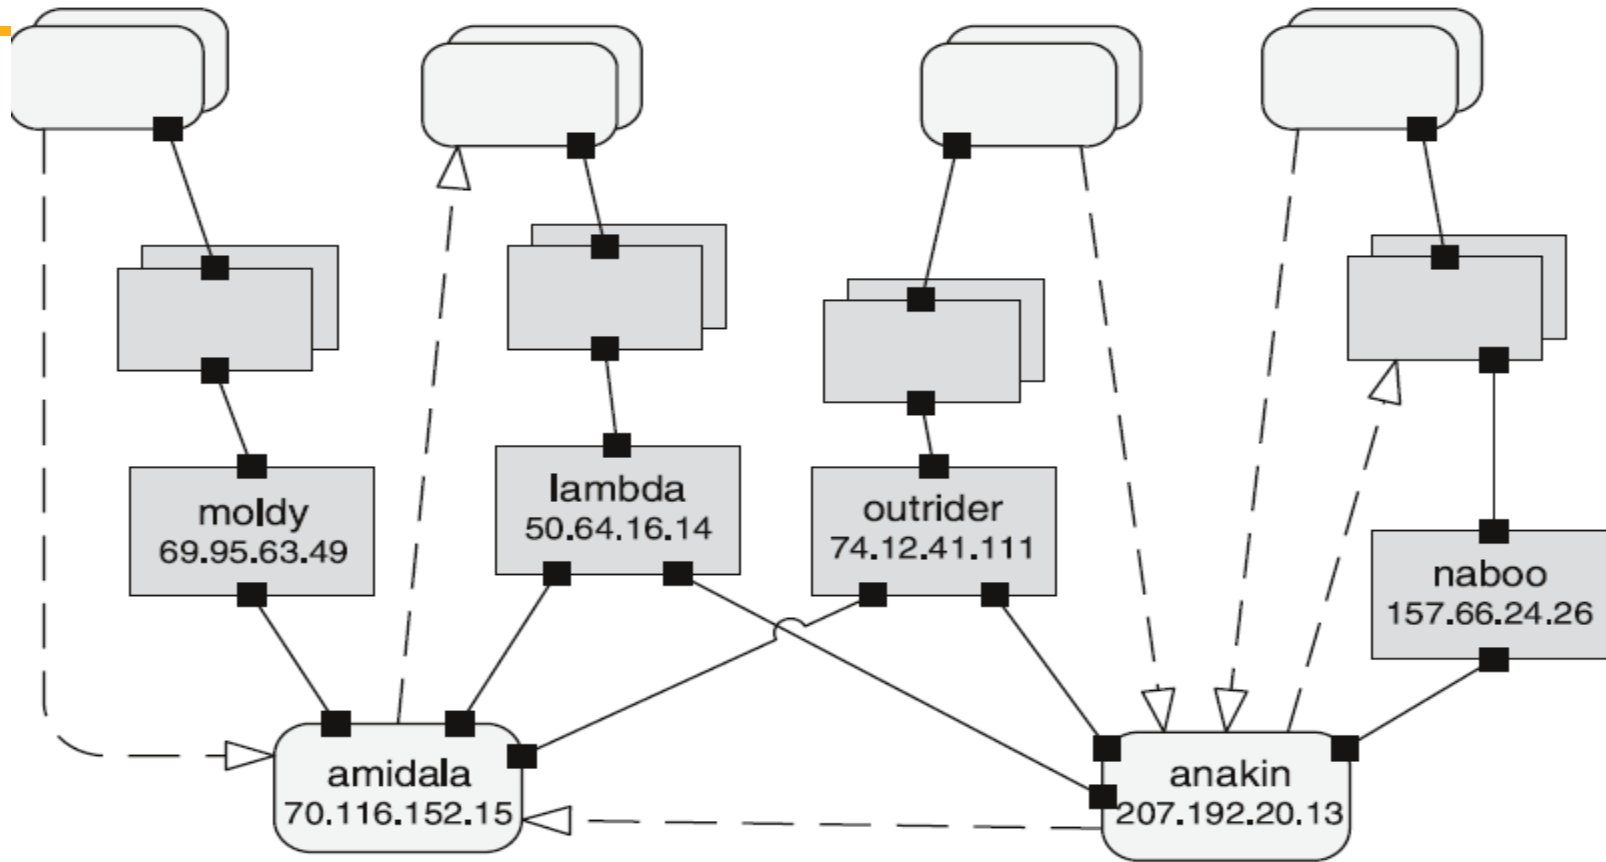 moldy
69.95.63.49
lambda
50.64.16.14
outrider
74.12.41.111
naboo
157.66.24.26
amidala
70.116.152.15
anakin
207.192.20.13